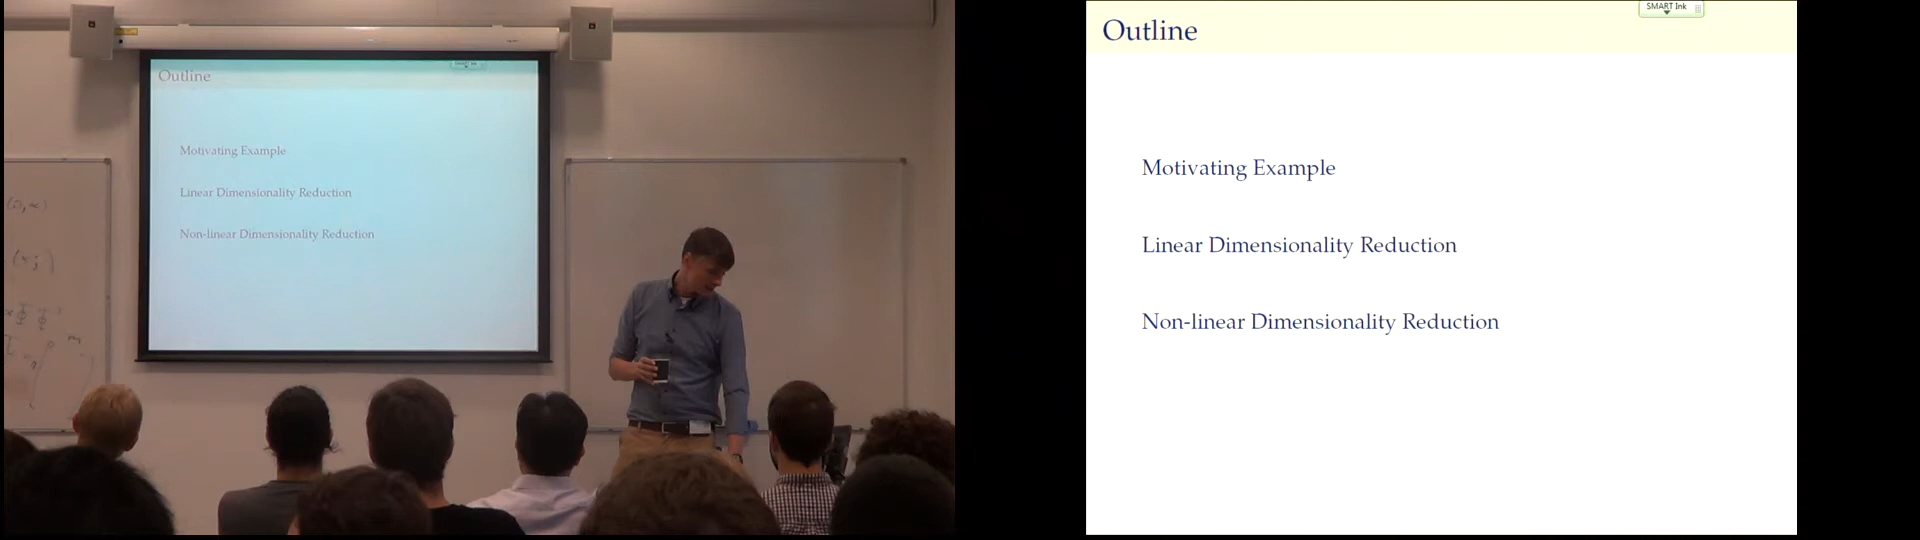 Outline
Motivating Example
Linear Dimensionality Reduction
Non-linear Dimensionality Reduction
SMART Ink
Outline
Motivating Example
Linear Dimensionality Reduction
Non-linear Dimensionality Reduction